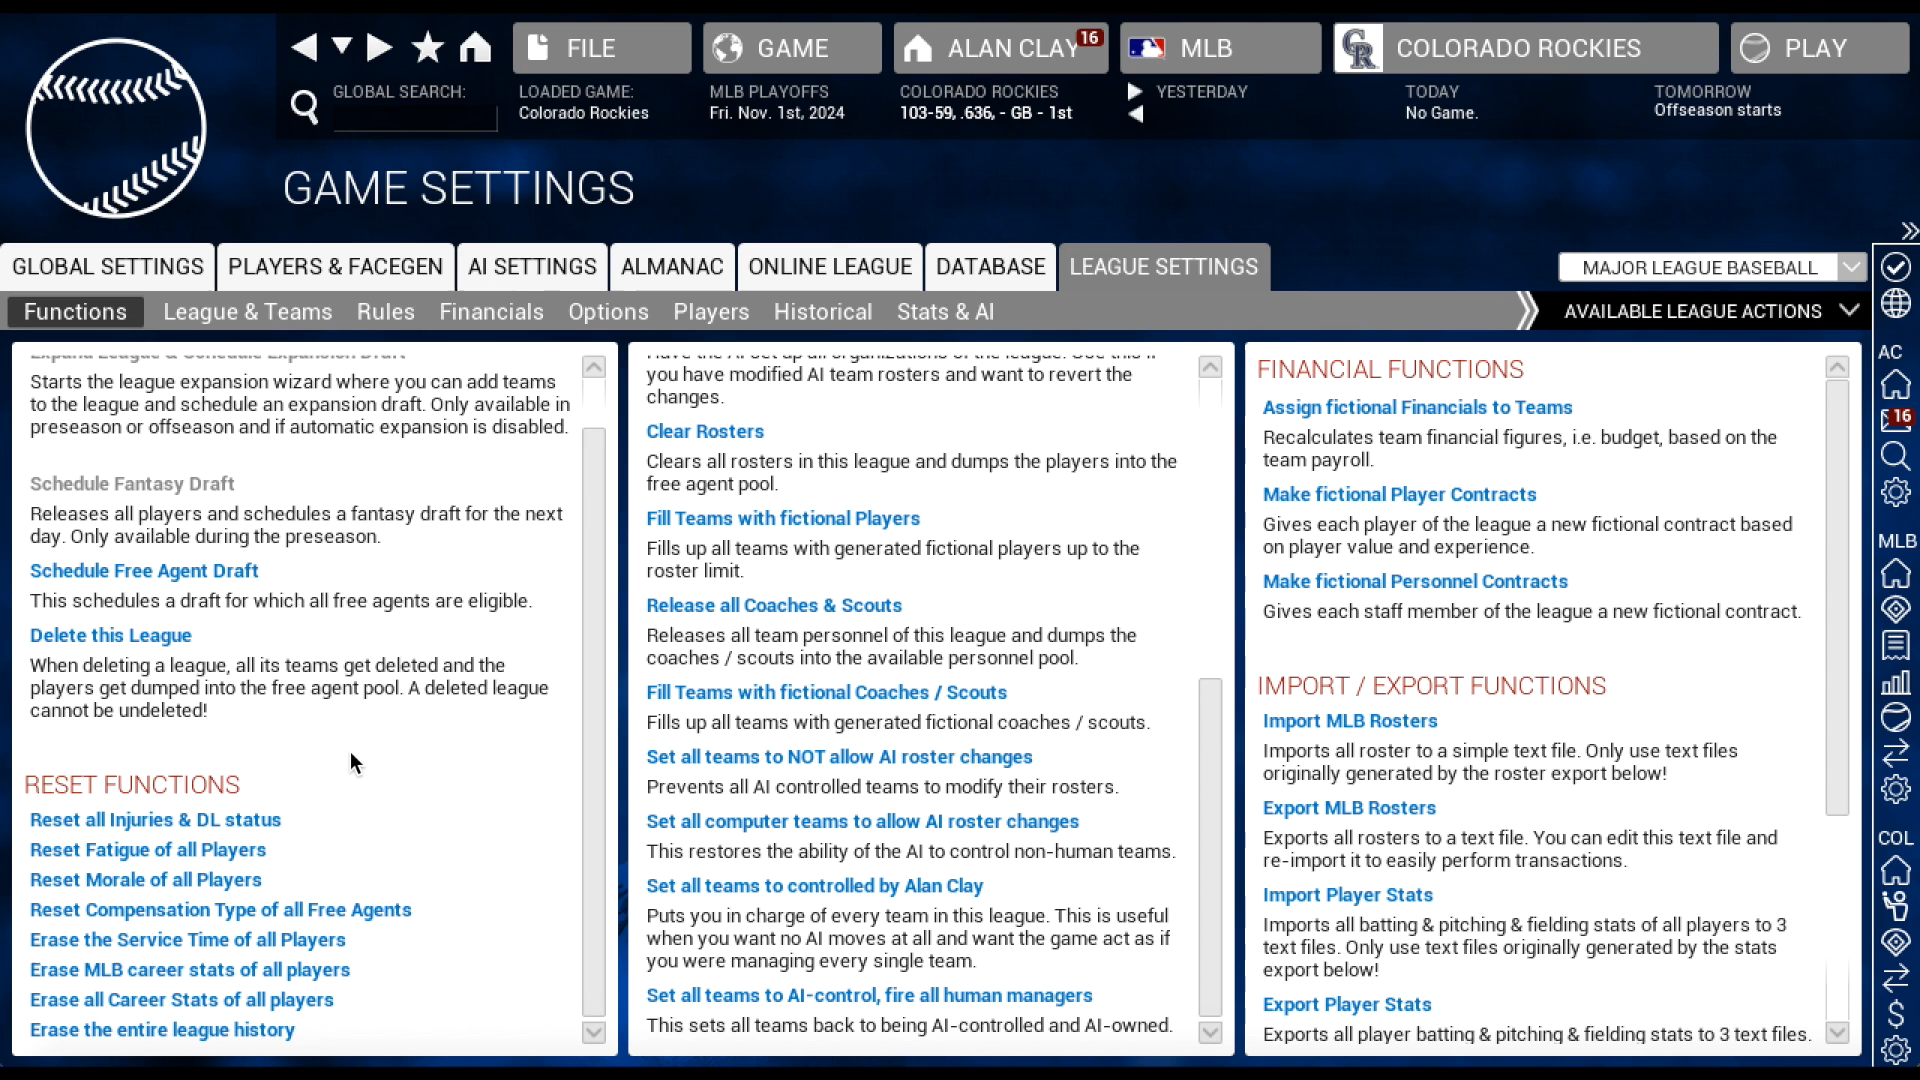 FILE
GAME
ALAN CLAY
16
MLB
COLORADO ROCKIES
PLAY
GLOBAL SEARCH:
LOADED GAME:
Colorado Rockies
MLB PLAYOFFS
Fri. Nov. 1st, 2024
COLORADO ROCKIES
103-59, .636, - GB - 1st
YESTERDAY
TODAY
No Game.
TOMORROW
Offseason starts
GAME SETTINGS
GLOBAL SETTINGS
PLAYERS & FACEGEN
AI SETTINGS
ALMANAC
ONLINE LEAGUE
DATABASE
LEAGUE SETTINGS
MAJOR LEAGUE BASEBALL
Functions
League & Teams
Rules
Financials
Options
Players
Historical
Stats & AI
AVAILABLE LEAGUE ACTIONS
Expand League & Schedule Expansion Draft
Starts the league expansion wizard where you can add teams
to the league and schedule an expansion draft. Only available in
preseason or offseason and if automatic expansion is disabled.
Schedule Fantasy Draft
Releases all players and schedules a fantasy draft for the next
day. Only available during the preseason.
Schedule Free Agent Draft
This schedules a draft for which all free agents are eligible.
Delete this League
When deleting a league, all its teams get deleted and the
players get dumped into the free agent pool. A deleted league
cannot be undeleted!
RESET FUNCTIONS
Reset all Injuries & DL status
Reset Fatigue of all Players
Reset Morale of all Players
Reset Compensation Type of all Free Agents
Erase the Service Time of all Players
Erase MLB career stats of all players
Erase all Career Stats of all players
Erase the entire league history
Have the AI set up all organizations of the league. Use this if
you have modified AI team rosters and want to revert the
changes.
Clear Rosters
Clears all rosters in this league and dumps the players into the
free agent pool.
Fill Teams with fictional Players
Fills up all teams with generated fictional players up to the
roster limit.
Release all Coaches & Scouts
Releases all team personnel of this league and dumps the
coaches / scouts into the available personnel pool.
Fill Teams with fictional Coaches / Scouts
Fills up all teams with generated fictional coaches / scouts.
Set all teams to NOT allow AI roster changes
Prevents all AI controlled teams to modify their rosters.
Set all computer teams to allow AI roster changes
This restores the ability of the AI to control non-human teams.
Set all teams to controlled by Alan Clay
Puts you in charge of every team in this league. This is useful
when you want no AI moves at all and want the game act as if
you were managing every single team.
Set all teams to AI-control, fire all human managers
This sets all teams back to being AI-controlled and AI-owned.
FINANCIAL FUNCTIONS
Assign fictional Financials to Teams
Recalculates team financial figures, i.e. budget, based on the
team payroll.
Make fictional Player Contracts
Gives each player of the league a new fictional contract based
on player value and experience.
Make fictional Personnel Contracts
Gives each staff member of the league a new fictional contract.
IMPORT / EXPORT FUNCTIONS
Import MLB Rosters
Imports all roster to a simple text file. Only use text files
originally generated by the roster export below!
Export MLB Rosters
Exports all rosters to a text file. You can edit this text file and
re-import it to easily perform transactions.
Import Player Stats
Imports all batting & pitching & fielding stats of all players to 3
text files. Only use text files originally generated by the stats
export below!
Export Player Stats
Exports all player batting & pitching & fielding stats to 3 text files.
AC
16
MLB
COL